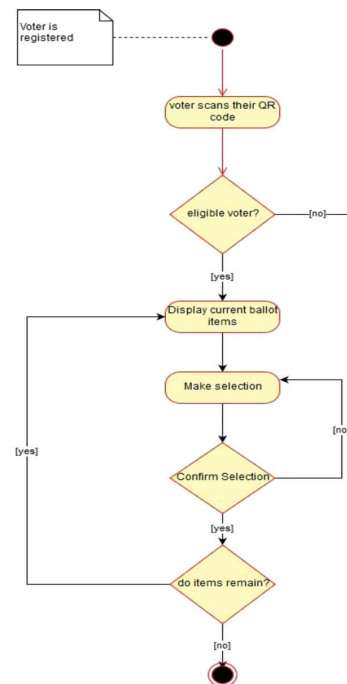 Voter is
registered
voter scans their QR
code
eligible voter?
[no]
[yes]
Display current ballot
items
Make selection
[no
[yes]
Confirm Selection
[yes]
do items remain?
[no]